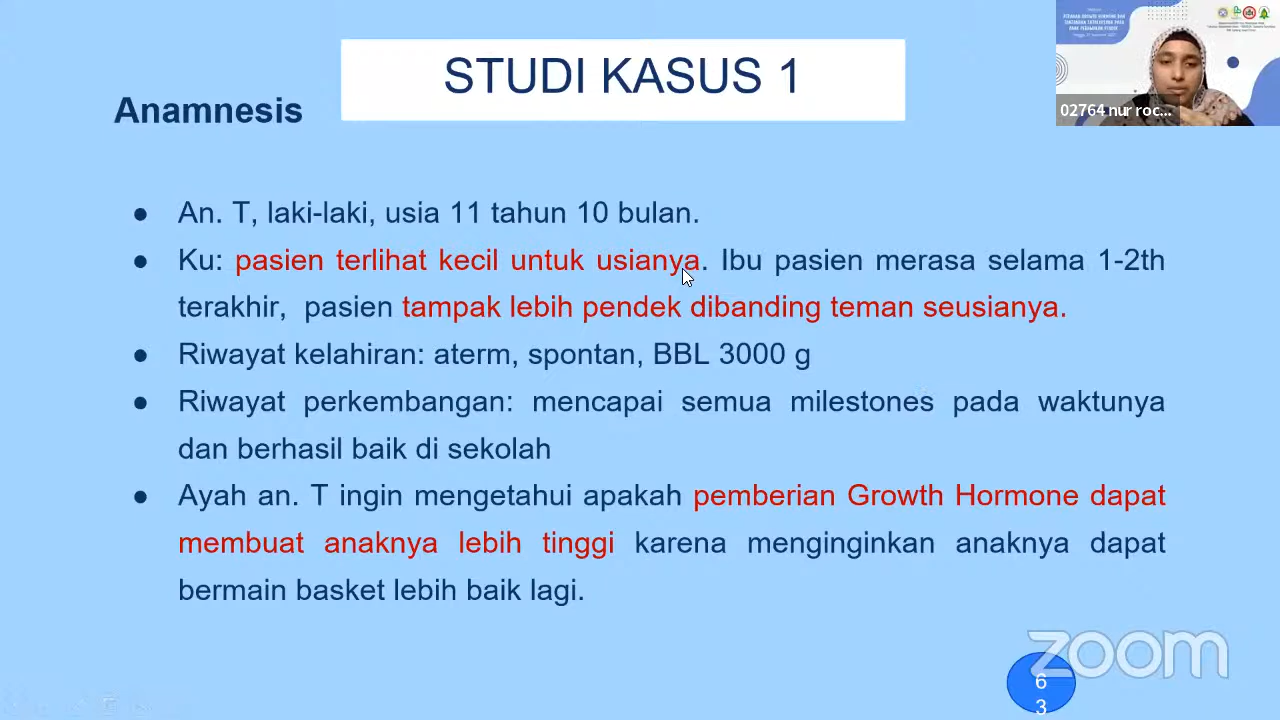 STUDI KASUS 1
Anamnesis
● An. T, laki-laki, usia 11 tahun 10 bulan.
● Ku: pasien terlihat kecil untuk usianya. Ibu pasien merasa selama 1-2th
terakhir, pasien tampak lebih pendek dibanding teman seusianya.
● Riwayat kelahiran: aterm, spontan, BBL 3000 g
● Riwayat perkembangan: mencapai semua milestones pada waktunya
dan berhasil baik di sekolah
● Ayah an. T ingin mengetahui apakah pemberian Growth Hormone dapat
membuat anaknya lebih tinggi karena menginginkan anaknya dapat
bermain basket lebih baik lagi.
02764 nur roc...
zoom
6
3